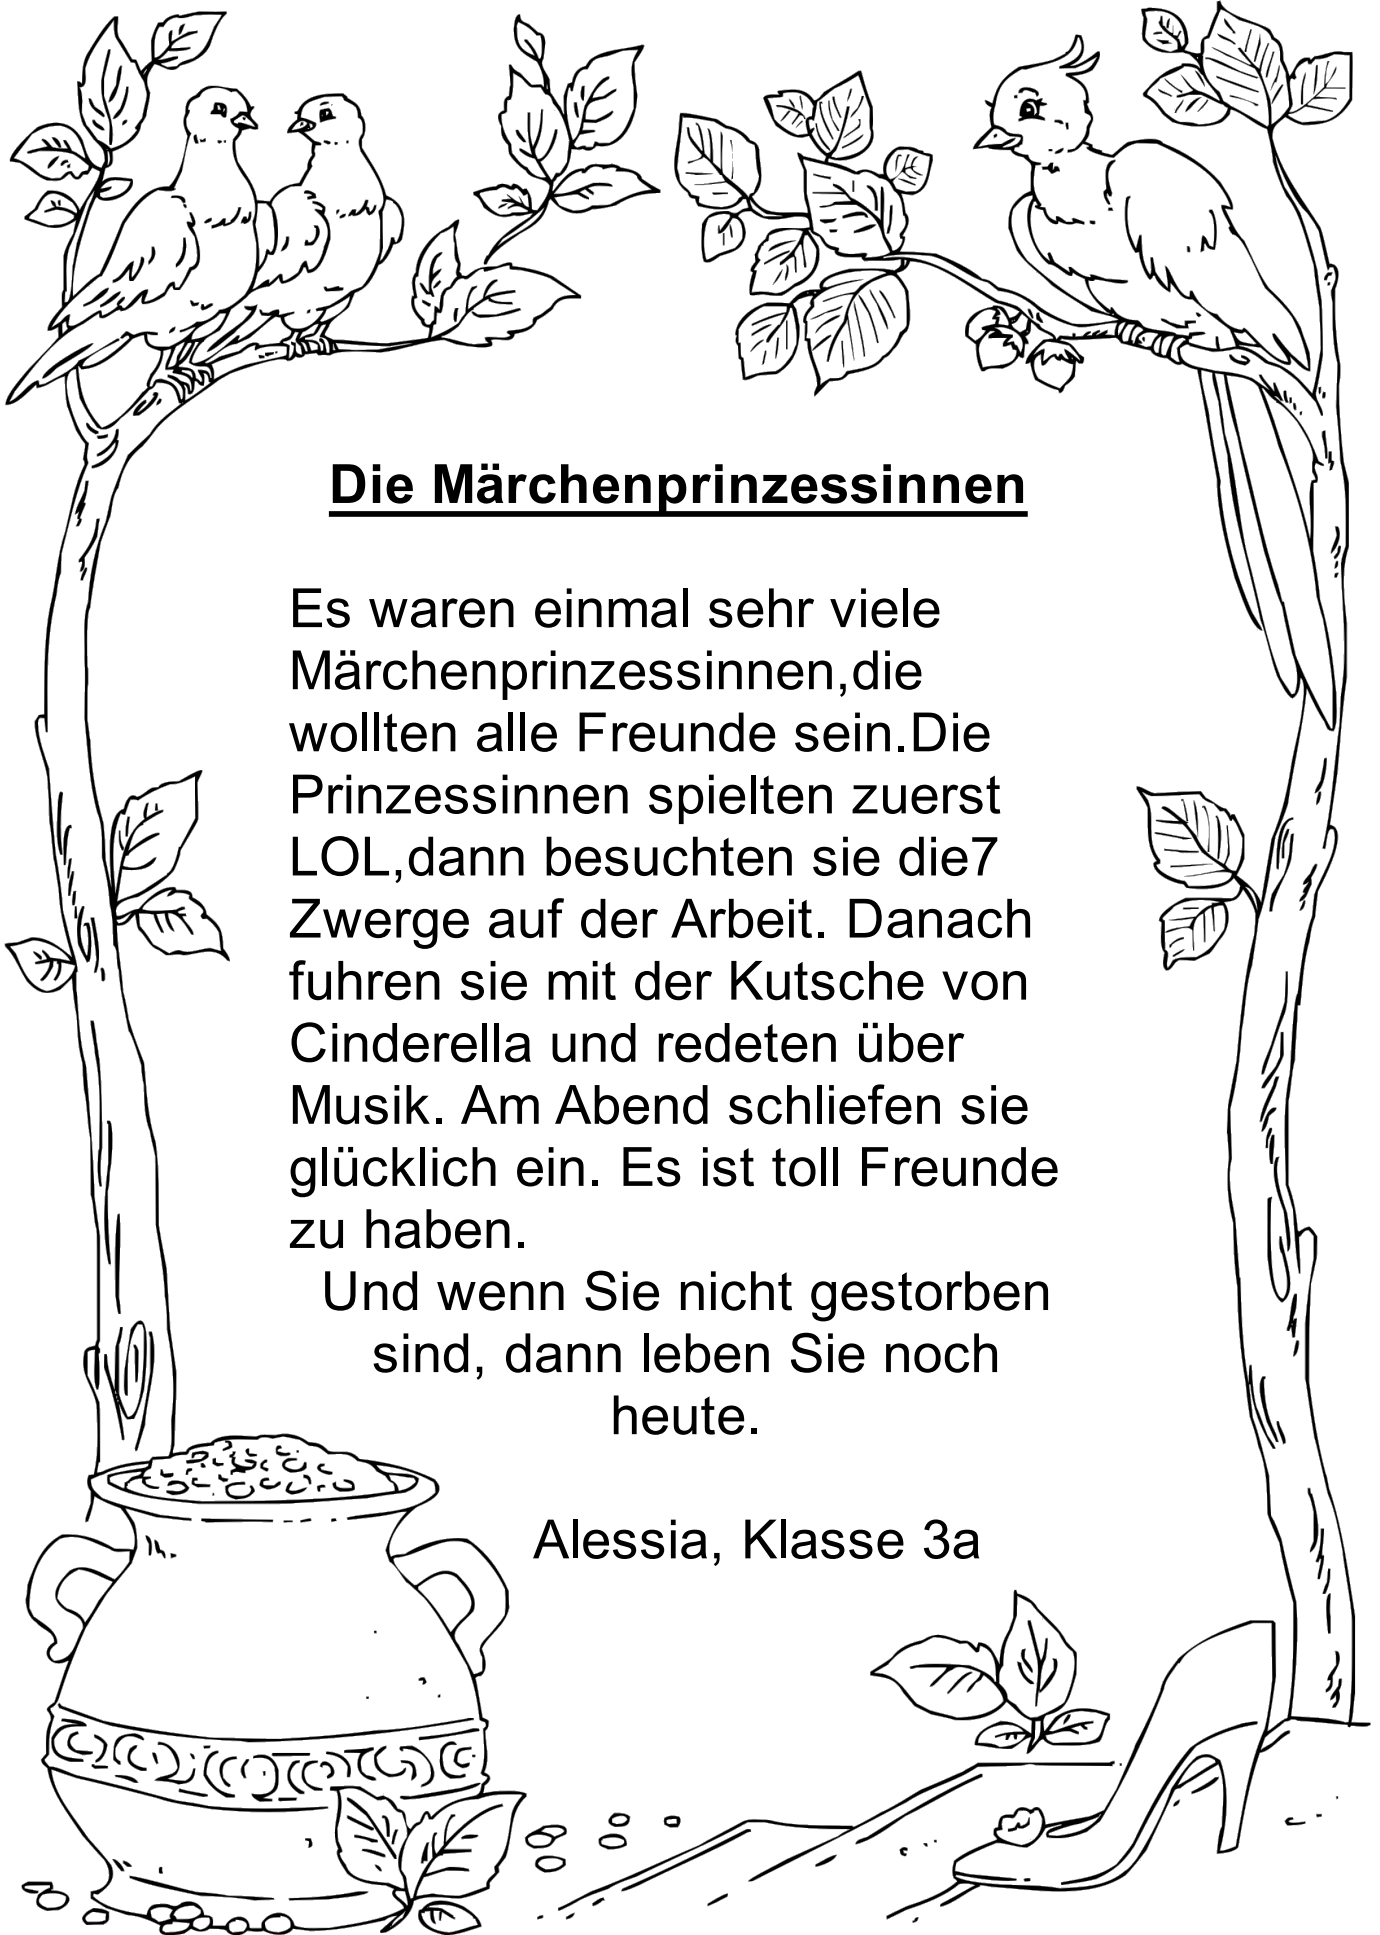 Die Märchenprinzessinnen
Es waren einmal sehr viele
Märchenprinzessinnen,die
wollten alle Freunde sein.Die
Prinzessinnen spielten zuerst
LOL,dann besuchten sie die7
Zwerge auf der Arbeit. Danach
fuhren sie mit der Kutsche von
Cinderella und redeten über
Musik. Am Abend schliefen sie
glücklich ein. Es ist toll Freunde
zu haben.
Und wenn Sie nicht gestorben
sind, dann leben Sie noch
heute.
Alessia, Klasse 3a